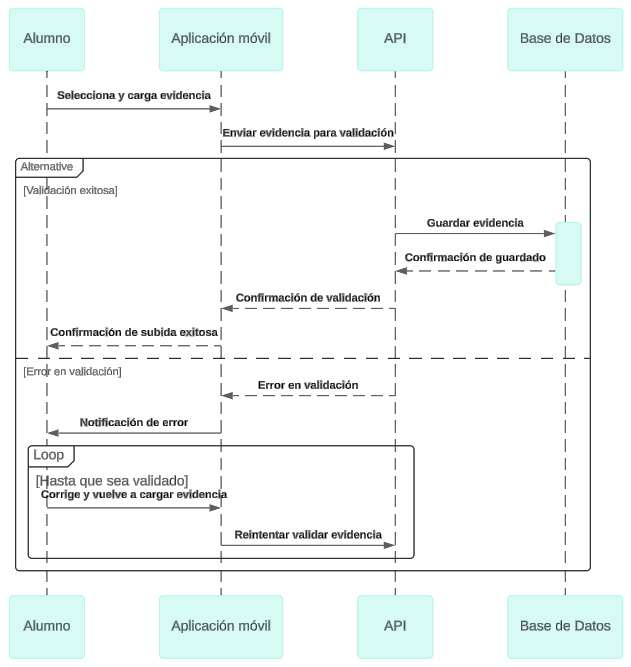 Alumno
Aplicación móvil
API
Base de Datos
Selecciona y carga evidencia
Enviar evidencia para validación
Alternative
[Validación exitosa]
Guardar evidencia
Confirmación de guardado
Confirmación de validación
Confirmación de subida exitosa
[Error en validación]
Error en validación
Notificación de error
Loop
[Hasta que sea validado]
Corrige y vuelve a cargar evidencia
Reintentar validar evidencia
Alumno
Aplicación móvil
API
Base de Datos